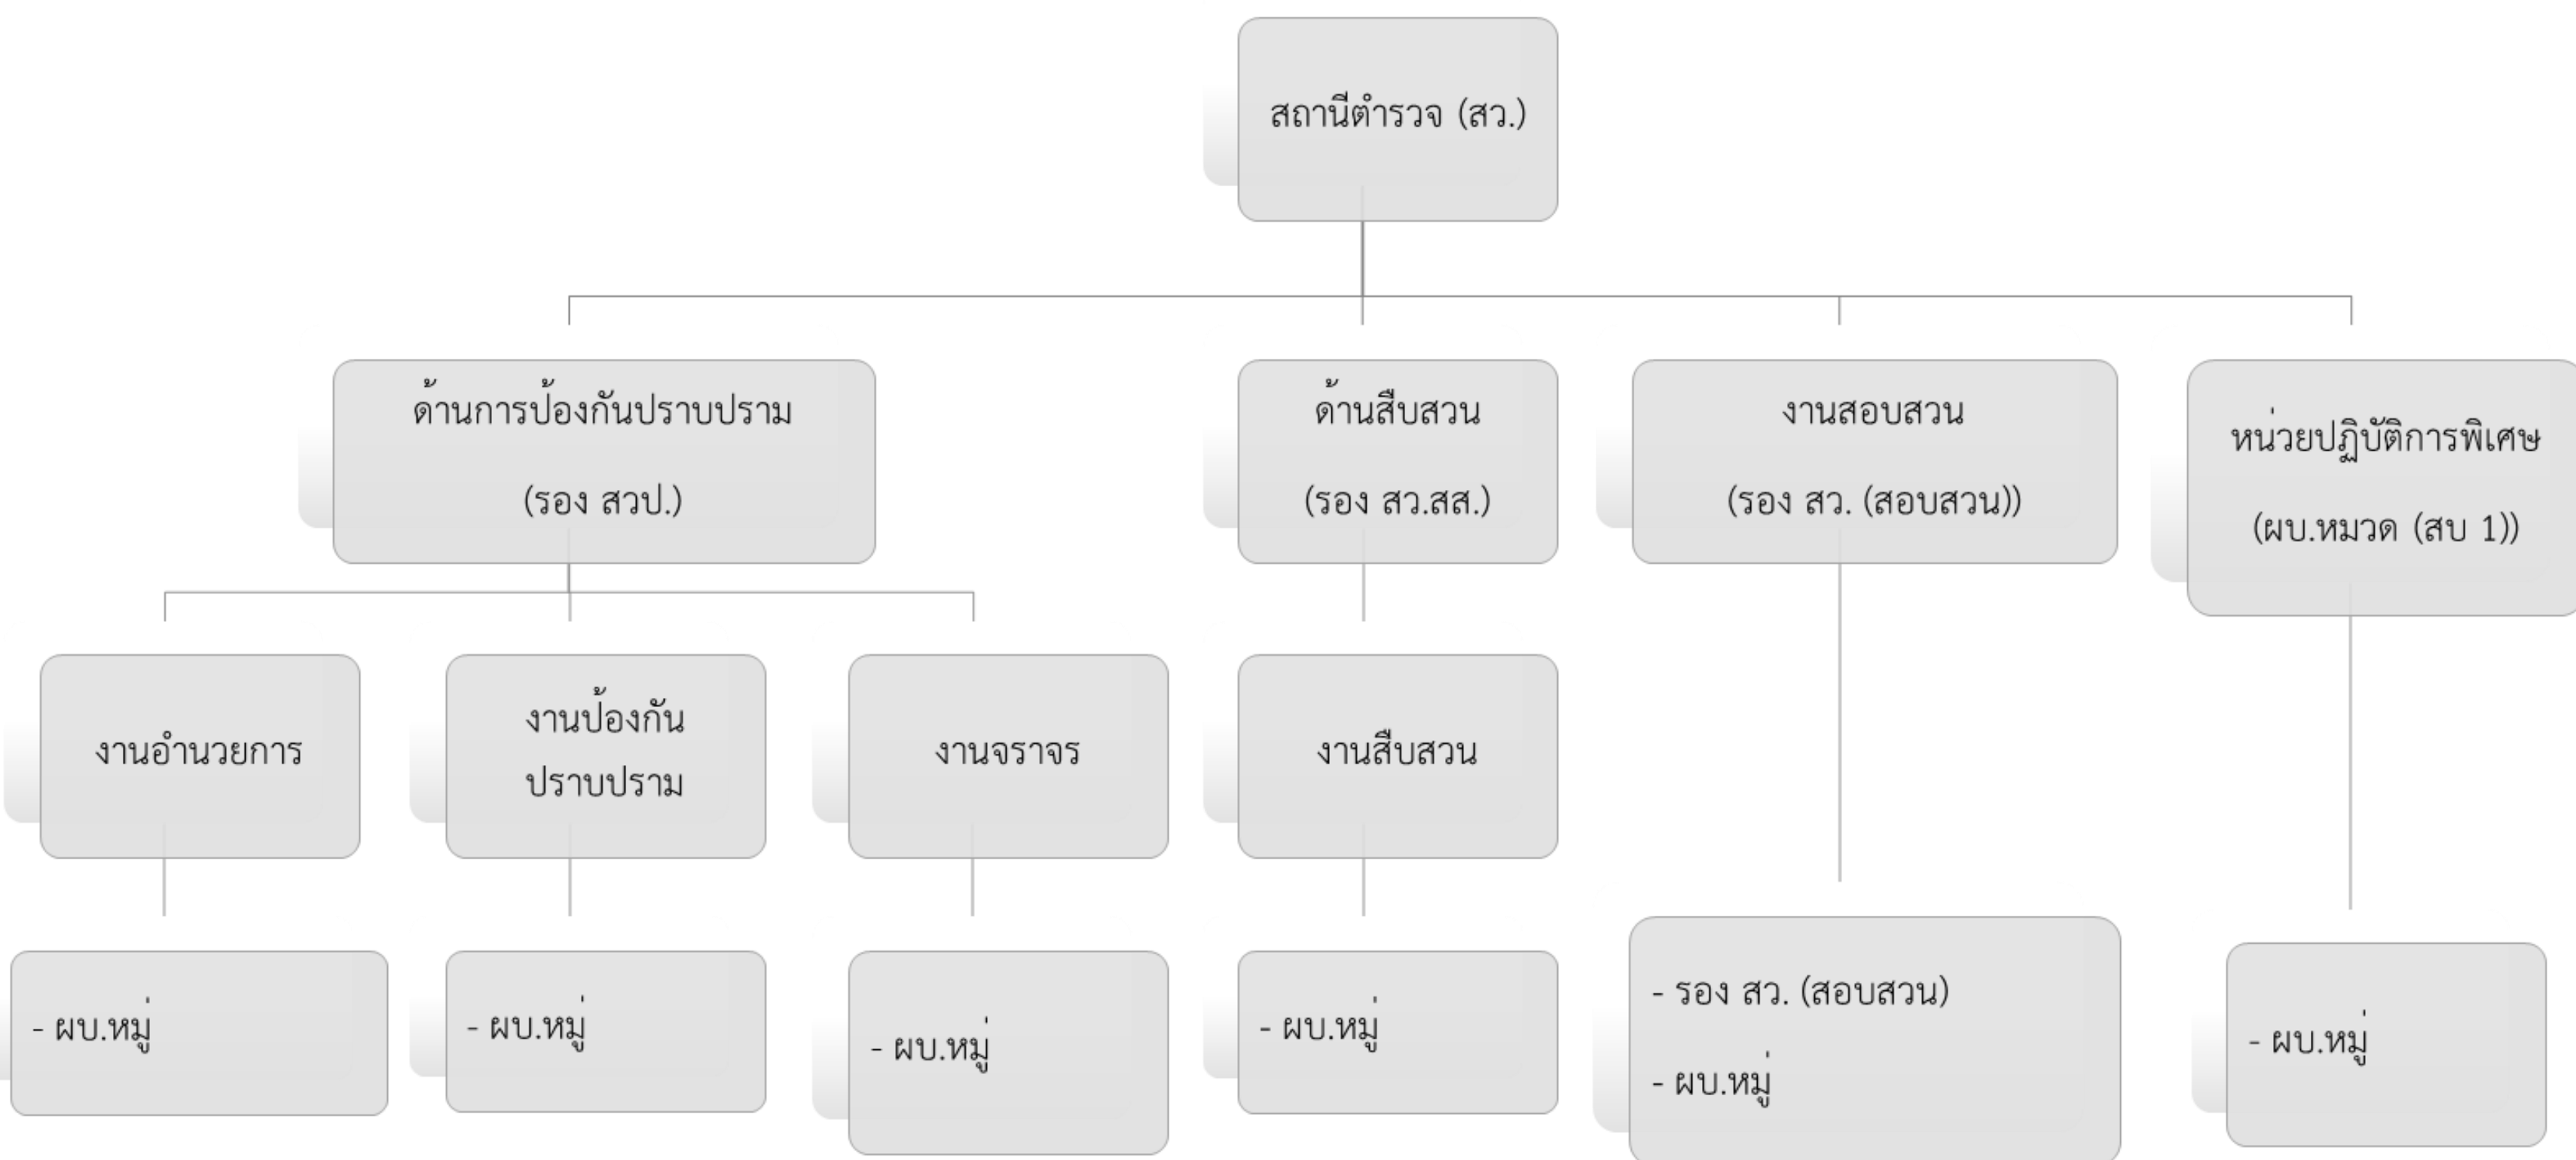 สถานีตำรวจ (สว.)
ด้านการป้องกันปราบปราม
(รอง สวป.)
ด้านสืบสวน
(รอง สว.สส.)
งานสอบสวน
(รอง สว. (สอบสวน))
หน่วยปฏิบัติการพิเศษ
(ผบ.หมวด (สบ 1))
งานอำนวยการ
งานป้องกัน
ปราบปราม
งานจราจร
งานสืบสวน
- ผบ.หมู่
- ผบ.หมู่
- ผบ.หมู่
- ผบ.หมู่
- รอง สว. (สอบสวน)
- ผบ.หมู่
- ผบ.หมู่